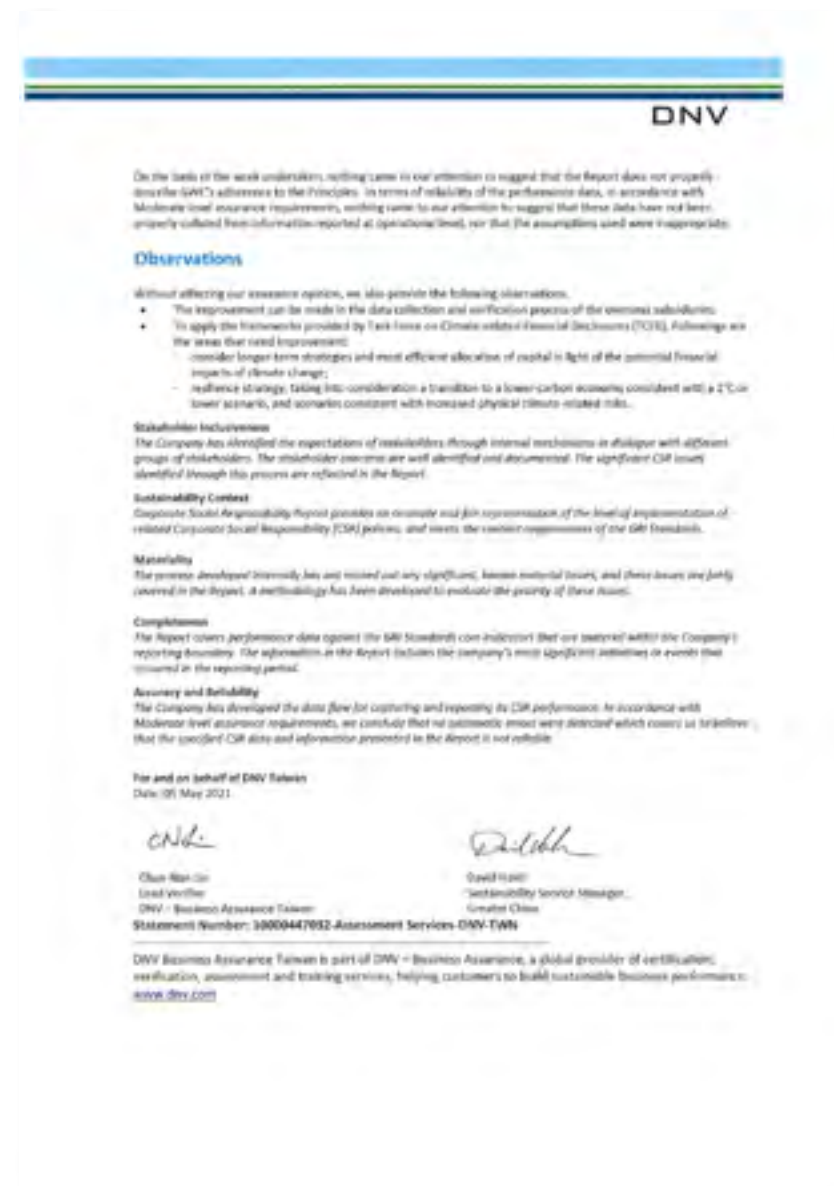 DNV
On the basis of the work undertaken, nothing came to our attention to suggest that the Report does not properly
describe GWC's adherence to the Principles. In terms of reliability of the performance data, in accordance with
Moderate level assurance requirements, nothing came to our attention to suggest that these data have not been
properly collated from information reported at operational level, nor that the assumptions used were inappropriate.
Observations
Without affecting our assurance opinion, we also provide the following observations.
• The improvement can be made in the data collection and verification process of the overseas subsidiaries.
• To apply the frameworks provided by Task Force on Climate-related Financial Disclosures (TCFD). Followings are
the areas that need improvement:
- consider longer term strategies and most efficient allocation of capital in light of the potential financial
impacts of climate change;
- resilience strategy, taking into consideration a transition to a lower-carbon economy consistent with a 2°C or
lower scenario, and scenarios consistent with increased physical climate-related risks.
Stakeholder Inclusiveness
The Company has identified the expectations of stakeholders through internal mechanisms in dialogue with different
groups of stakeholders. The stakeholder concerns are well identified and documented. The significant CSR issues
identified through this process are reflected in the Report.
Sustainability Context
Corporate Social Responsibility Report provides an accurate and fair representation of the level of implementation of
related Corporate Social Responsibility (CSR) policies, and meets the content requirements of the GRI Standards.
Materiality
The process developed internally has not missed out any significant, known material issues, and these issues are fairly
covered in the Report. A methodology has been developed to evaluate the priority of these issues.
Completeness
The Report covers performance data against the GRI Standards core indicators that are material within the Company's
reporting boundary. The information in the Report includes the company's most significant initiatives or events that
occurred in the reporting period.
Accuracy and Reliability
The Company has developed the data flow for capturing and reporting its CSR performance. In accordance with
Moderate level assurance requirements, we conclude that no systematic errors were detected which causes us to believe
that the specified CSR data and information presented in the Report is not reliable.
For and on behalf of DNV Taiwan
Date: 05 May 2021
Chun-Nan
David
Lead Verifier
Sustainability Service Manager
DNV - Business Assurance Taiwan
Greater China
Statement Number: 10000447092-Assessment Services-DNV-TWN
DNV Business Assurance Taiwan is part of DNV – Business Assurance, a global provider of certification,
verification, assessment and training services, helping customers to build sustainable business performance.
www.dnv.com